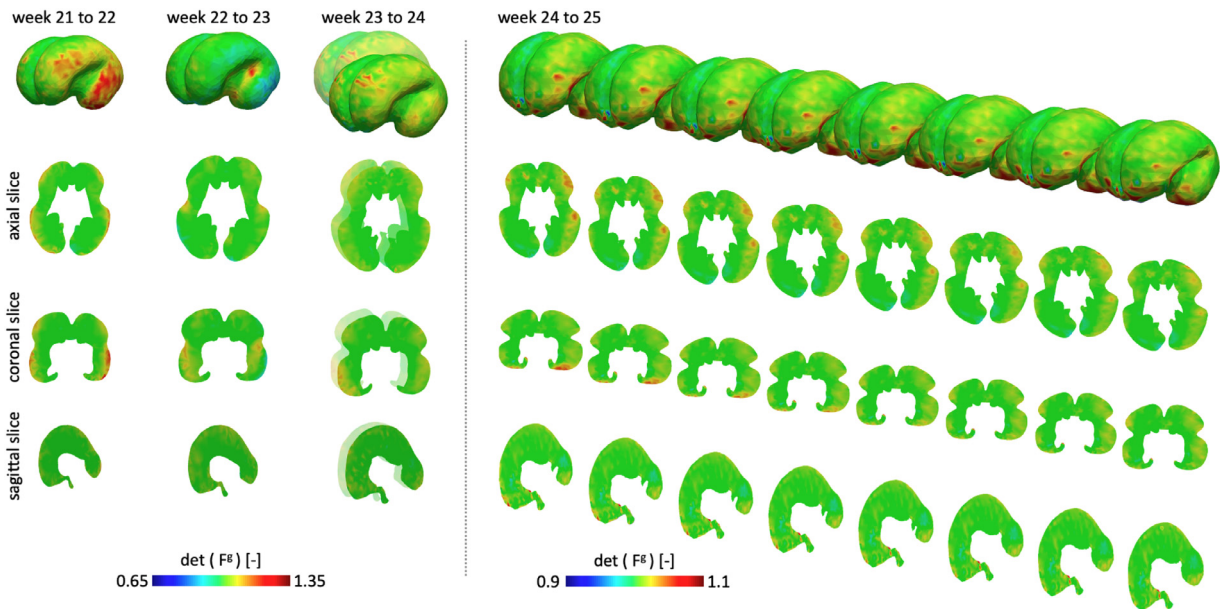 week 21 to 22
week 22 to 23
week 23 to 24
week 24 to 25
axial slice
coronal slice
sagittal slice
det ( Fᵍ ) [-]
0.65
1.35
det ( Fᵍ ) [-]
0.9
1.1